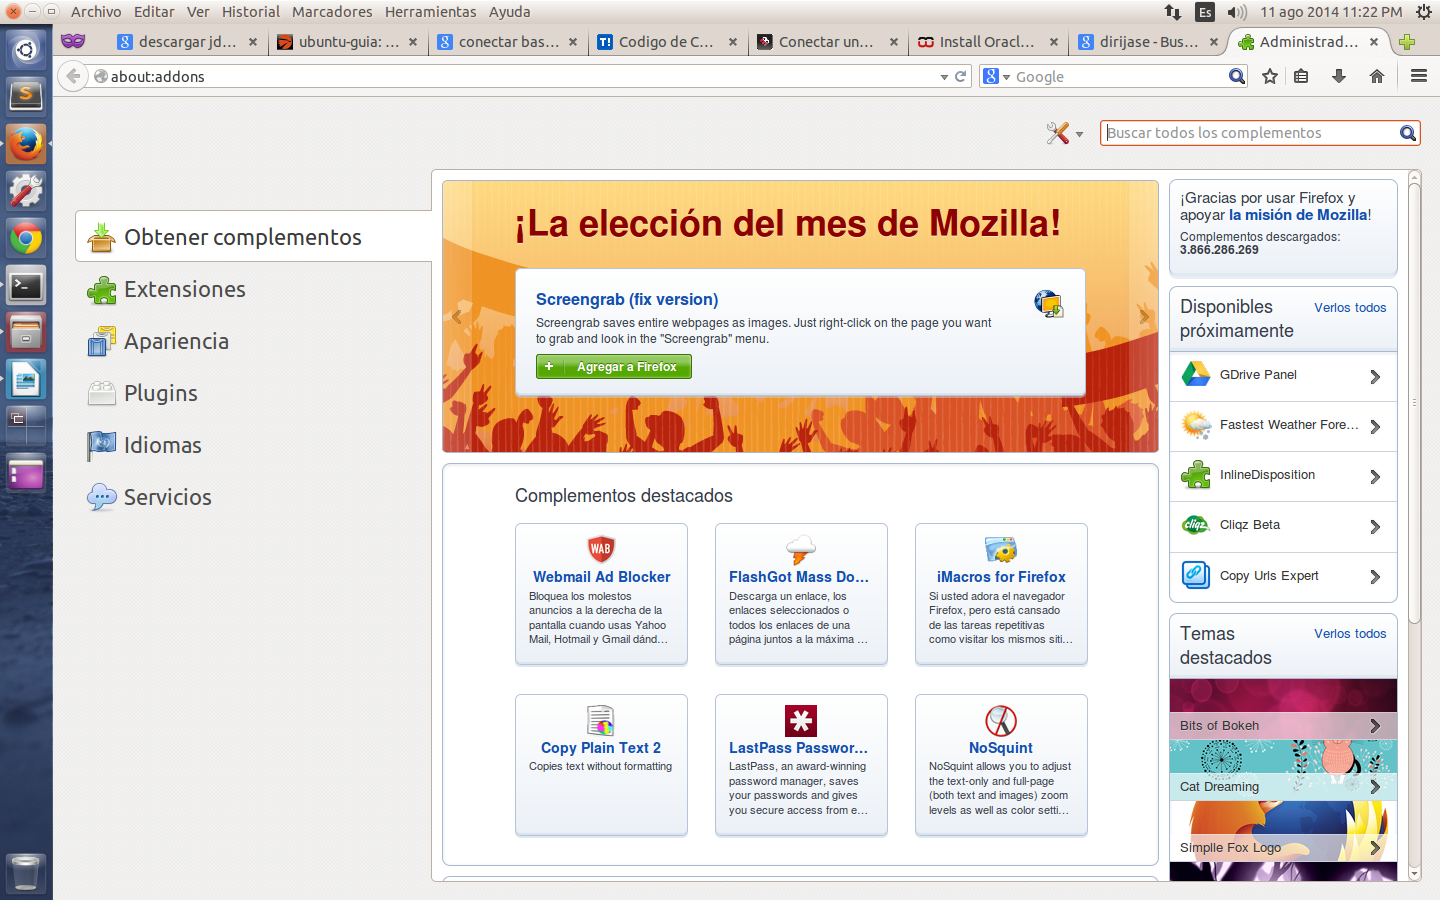 Archivo Editar Ver Historial Marcadores Herramientas Ayuda
Es
11 ago 2014 11:22 PM
descargar jd...
ubuntu-guia: ...
conectar bas...
T! Codigo de C...
Conectar un...
Install Oracl...
dirijase - Bus...
Administrad...
about:addons
8 Google
Buscar todos los complementos
Obtener complementos
Extensiones
Apariencia
Plugins
Idiomas
Servicios
¡La elección del mes de Mozilla!
Screengrab (fix version)
Screengrab saves entire webpages as images. Just right-click on the page you want
to grab and look in the "Screengrab" menu.
+ Agregar a Firefox
Complementos destacados
WAB
Webmail Ad Blocker
Bloquea los molestos
anuncios a la derecha de la
pantalla cuando usas Yahoo
Mail, Hotmail y Gmail dánd...
FlashGot Mass Do...
Descarga un enlace, los
enlaces seleccionados o
todos los enlaces de una
página juntos a la máxima ...
iMacros for Firefox
Si usted adora el navegador
Firefox, pero está cansado
de las tareas repetitivas
como visitar los mismos siti...
Copy Plain Text 2
Copies text without formatting
LastPass Passwor...
LastPass, an award-winning
password manager, saves
your passwords and gives
you secure access from e...
NoSquint
NoSquint allows you to adjust
the text-only and full-page
(both text and images) zoom
levels as well as color setti...
¡Gracias por usar Firefox y
apoyar la misión de Mozilla!
Complementos descargados:
3.866.286.269
Disponibles
próximamente
Verlos todos
GDrive Panel
Fastest Weather Fore...
InlineDisposition
cliqz Cliqz Beta
Copy Urls Expert
Temas
destacados
Verlos todos
Bits of Bokeh
Cat Dreaming
Simplle Fox Logo